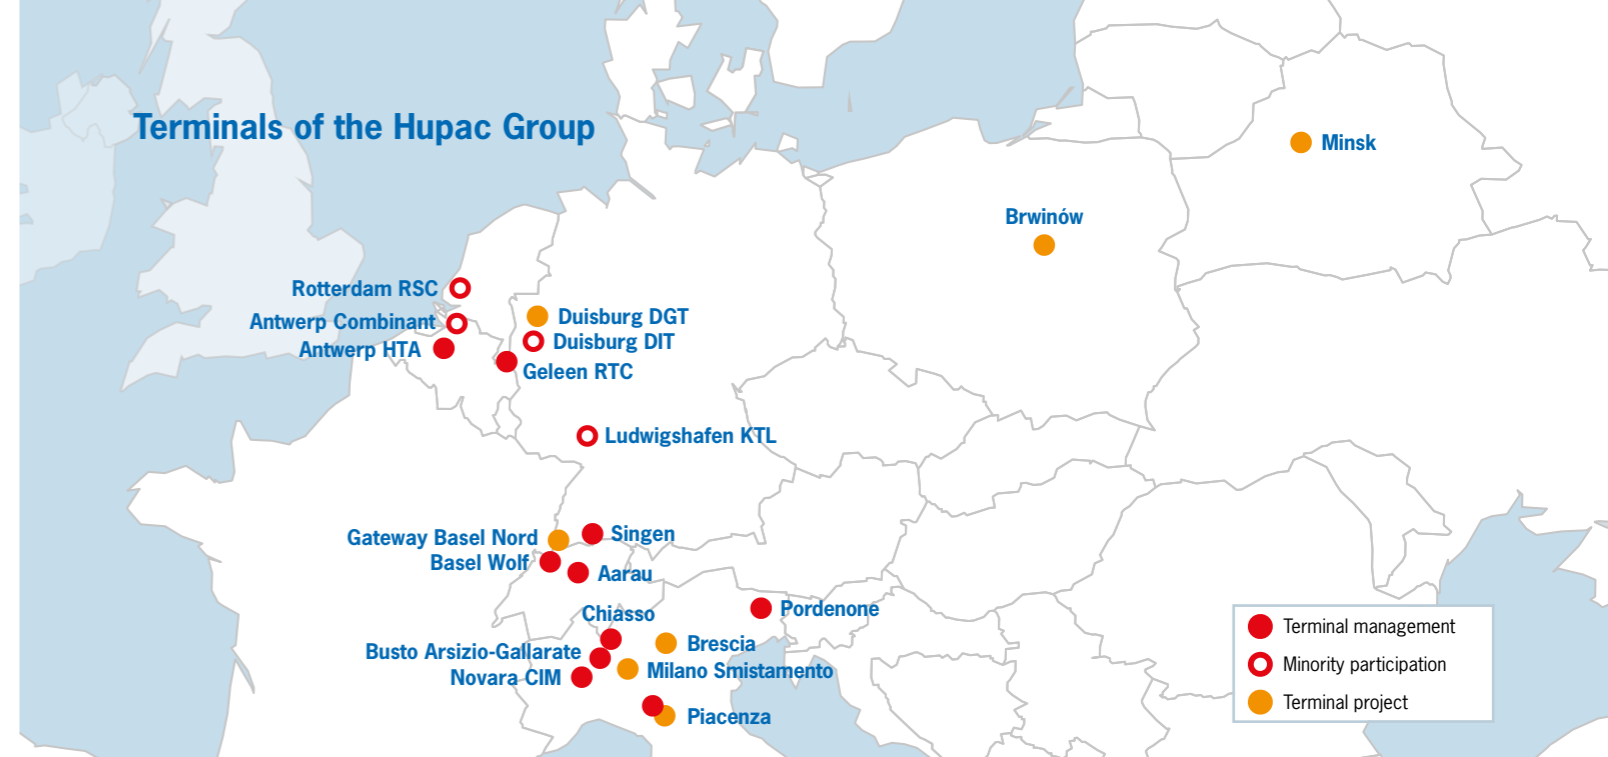 Terminals of the Hupac Group
Minsk
Brwinów
Rotterdam RSC
Antwerp Combinant
Antwerp HTA
Duisburg DGT
Duisburg DIT
Geleen RTC
Ludwigshafen KTL
Gateway Basel Nord
Singen
Basel Wolf
Aarau
Chiasso
Pordenone
Busto Arsizio-Gallarate
Brescia
Novara CIM
Milano Smistamento
Piacenza
Terminal management
Minority participation
Terminal project